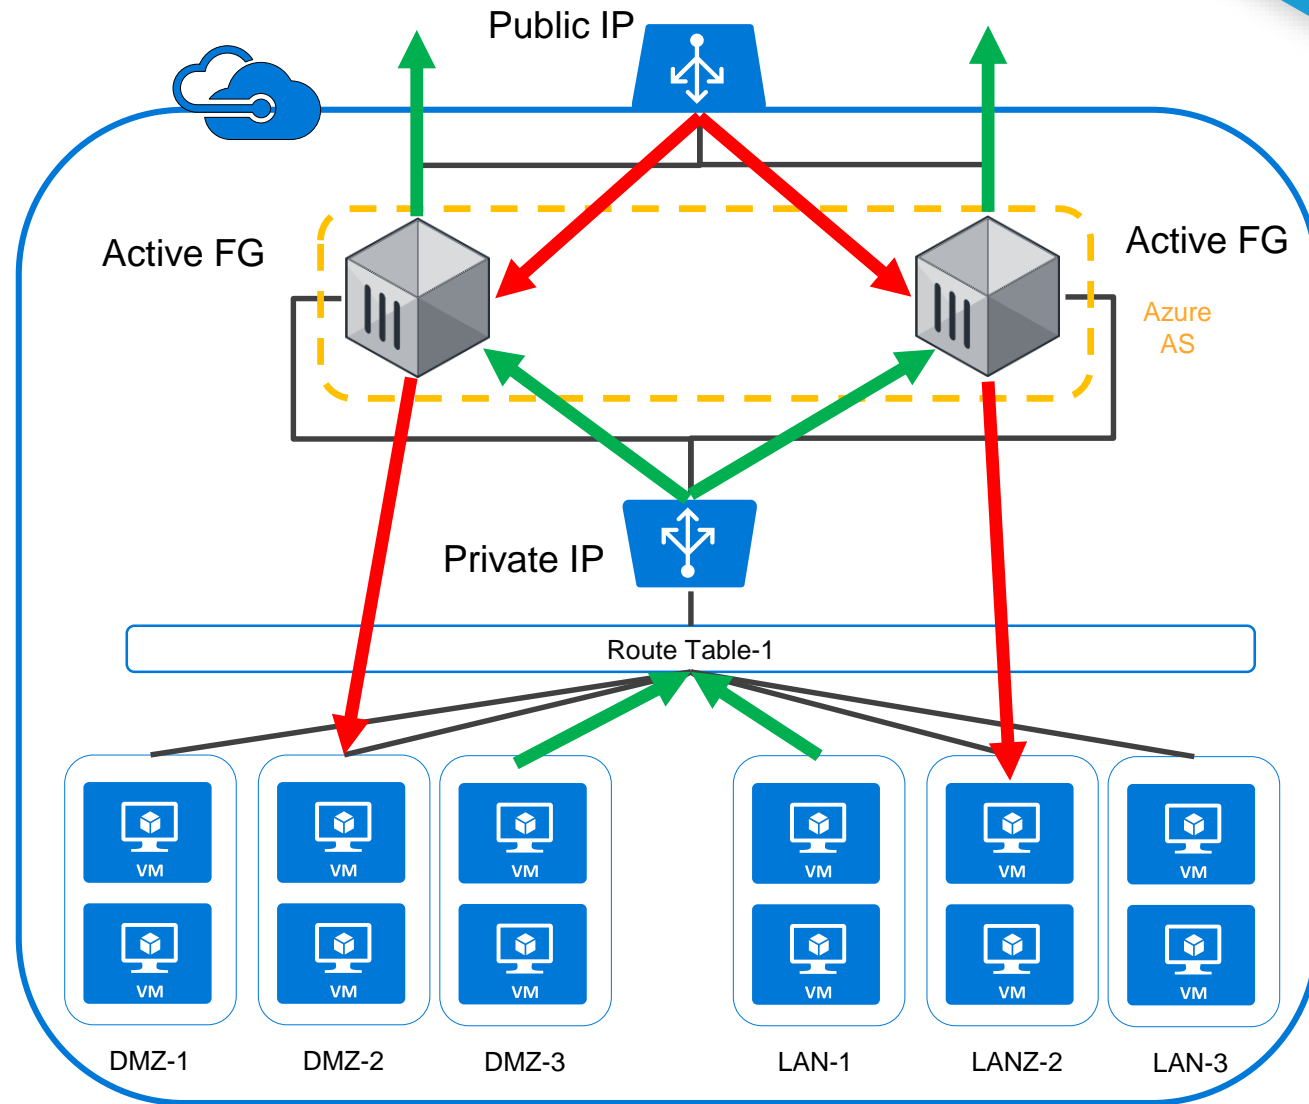 Public IP
Active FG
Active FG
Azure
AS
Private IP
Route Table-1
VM
VM
VM
VM
VM
VM
VM
VM
VM
VM
VM
VM
DMZ-1
DMZ-2
DMZ-3
LAN-1
LANZ-2
LAN-3